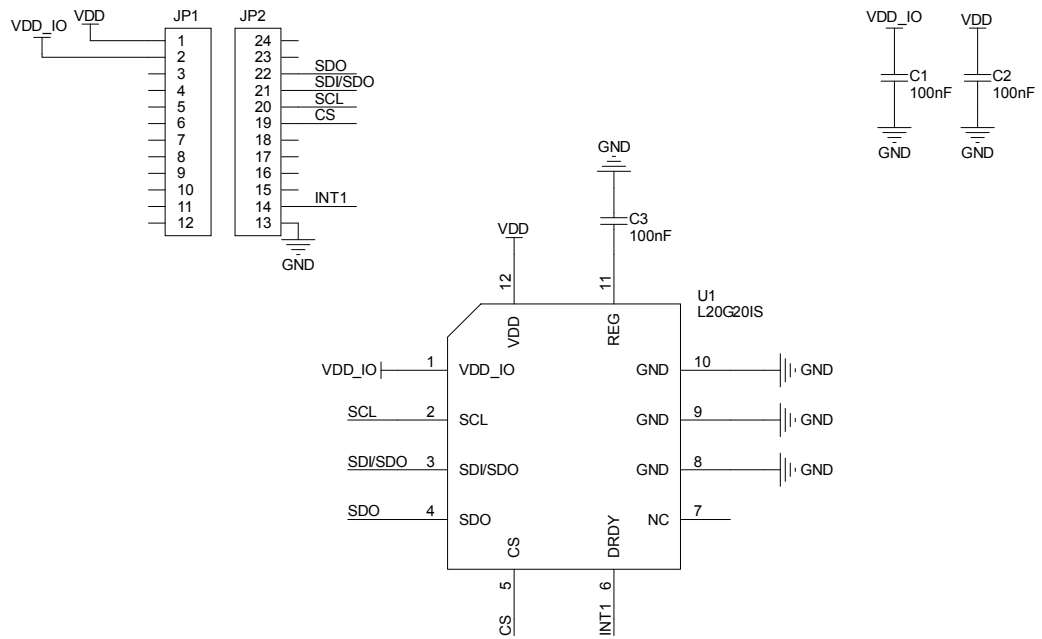 VDD_IO
VDD
JP1
1
2
3
4
5
6
7
8
9
10
11
12
JP2
24
23
22
21
20
19
18
17
16
15
14
13
SDO
SDI/SDO
SCL
CS
INT1
GND
VDD_IO
C1
100nF
GND
VDD
C2
100nF
GND
GND
C3
100nF
VDD
12
11
U1
L20G20IS
VDD
REG
VDD_IO
1
VDD_IO
GND
10
GND
SCL
2
SCL
GND
9
GND
SDI/SDO
3
SDI/SDO
GND
8
GND
SDO
4
SDO
NC
7
CS
DRDY
5
6
CS
INT1